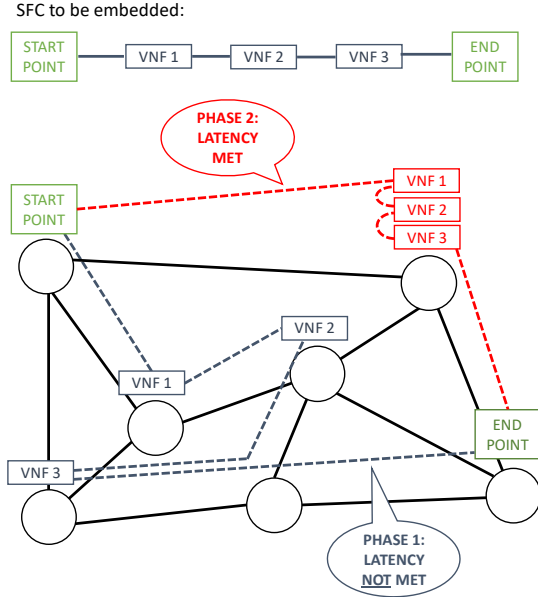 SFC to be embedded:
START
POINT
VNF 1
VNF 2
VNF 3
END
POINT
PHASE 2:
LATENCY
MET
START
POINT
VNF 1
VNF 2
VNF 3
VNF 2
VNF 1
END
POINT
VNF 3
PHASE 1:
LATENCY
NOT MET